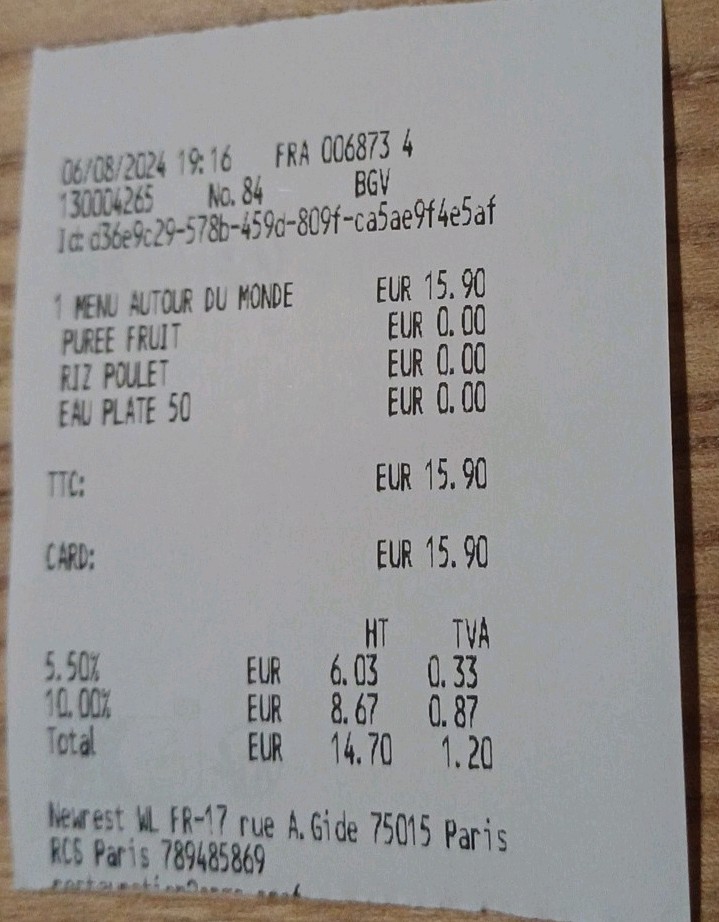 06/08/2024 19:16 FRA 006873 4
130004265 No. 84 BGV
Id: d36e9c29-578b-459d-809f-ca5ae9f4e5af
1 MENU AUTOUR DU MONDE EUR 15.90
PUREE FRUIT EUR 0.00
RIZ POULET EUR 0.00
EAU PLATE 50 EUR 0.00
TTC: EUR 15.90
CARD: EUR 15.90
HT TVA
5.50% EUR 6.03 0.33
10.00% EUR 8.67 0.87
Total EUR 14.70 1.20
Newrest WL FR-17 rue A.Gide 75015 Paris
RCS Paris 789485869